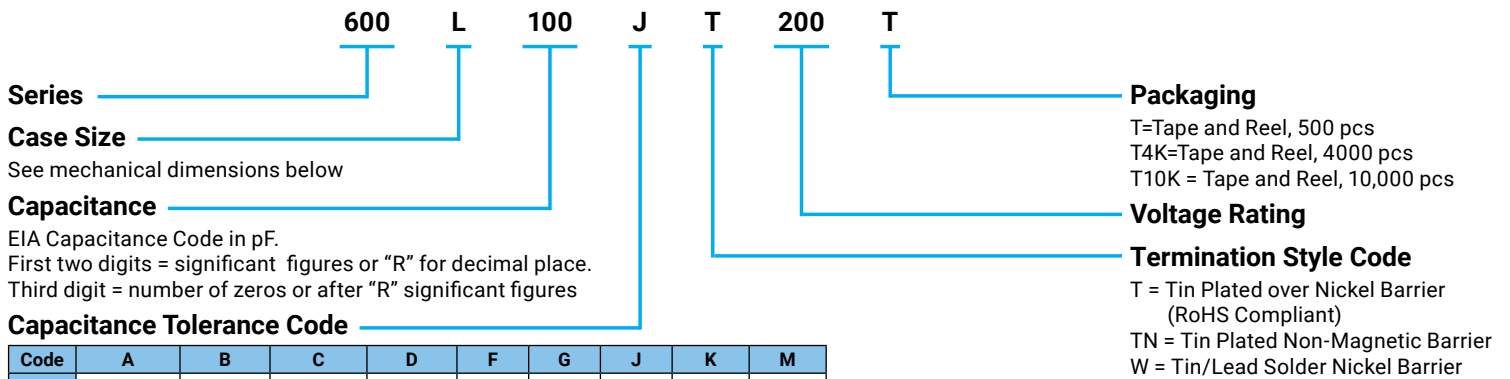 600 L 100 J T 200 T
Series
Case Size
See mechanical dimensions below
Capacitance
EIA Capacitance Code in pF.
First two digits = significant figures or “R” for decimal place.
Third digit = number of zeros or after “R” significant figures
Capacitance Tolerance Code
Code A B C D F G J K M
Packaging
T=Tape and Reel, 500 pcs
T4K=Tape and Reel, 4000 pcs
T10K = Tape and Reel, 10,000 pcs
Voltage Rating
Termination Style Code
T = Tin Plated over Nickel Barrier
(RoHS Compliant)
TN = Tin Plated Non-Magnetic Barrier
W = Tin/Lead Solder Nickel Barrier